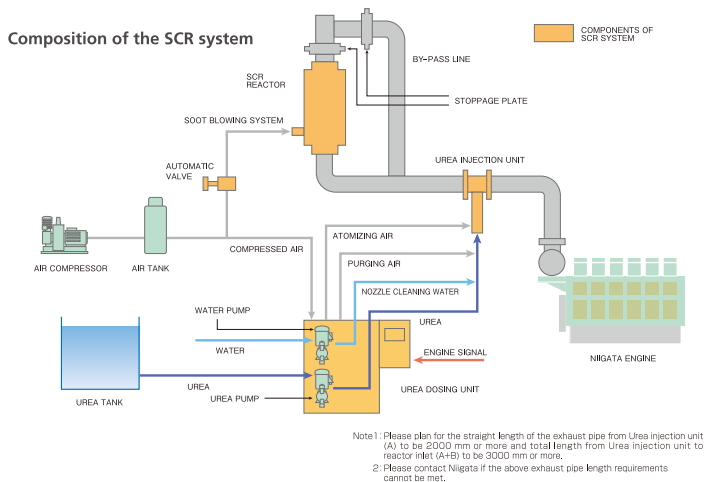 Composition of the SCR system
COMPONENTS OF
SCR SYSTEM
BY-PASS LINE
SCR
REACTOR
STOPPAGE PLATE
SOOT BLOWING SYSTEM
UREA INJECTION UNIT
AUTOMATIC
VALVE
ATOMIZING AIR
COMPRESSED AIR
AIR COMPRESSOR
AIR TANK
PURGING AIR
NOZZLE CLEANING WATER
WATER PUMP
UREA
WATER
ENGINE SIGNAL
NIIGATA ENGINE
UREA
UREA DOSING UNIT
UREA TANK
UREA PUMP
Note1: Please plan for the straight length of the exhaust pipe from Urea injection unit
(A) to be 2000 mm or more and total length from Urea injection unit to
reactor inlet (A+B) to be 3000 mm or more.
2: Please contact Niigata if the above exhaust pipe length requirements
cannot be met.